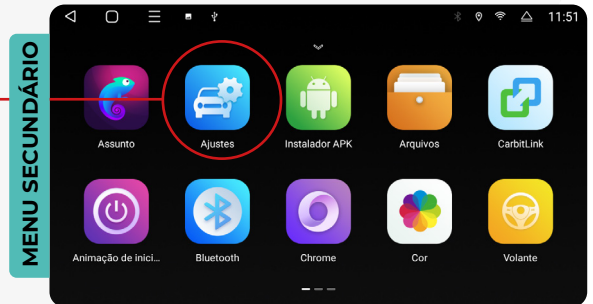 MENU SECUNDÁRIO
11:51
Assunto
Ajustes
Instalador APK
Arquivos
CarbitLink
Animação de inici...
Bluetooth
Chrome
Cor
Volante